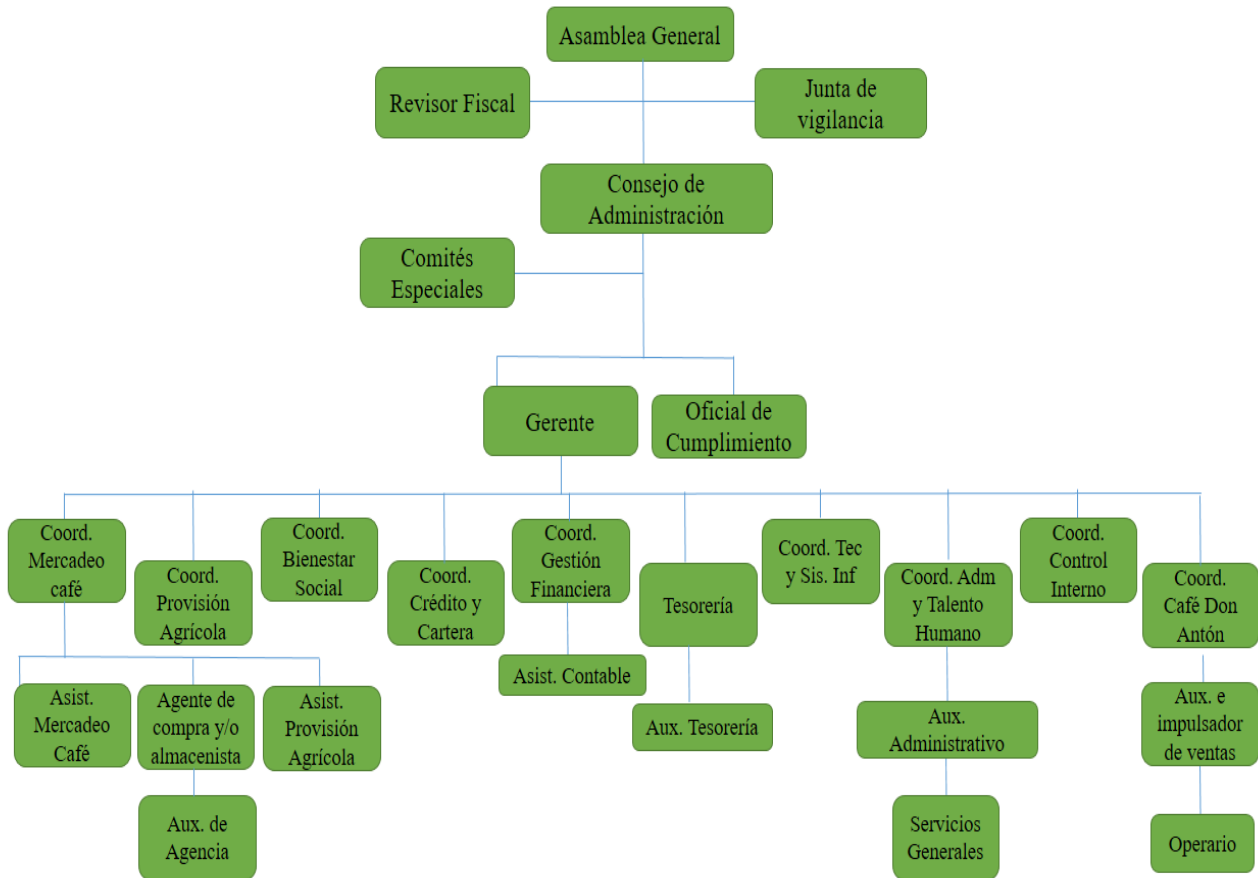 Asamblea General
Revisor Fiscal
Junta de
vigilancia
Consejo de
Administración
Comités
Especiales
Gerente
Oficial de
Cumplimiento
Coord.
Mercadeo
café
Coord.
Provisión
Agrícola
Coord.
Bienestar
Social
Coord.
Crédito y
Cartera
Coord.
Gestión
Financiera
Tesorería
Coord. Tec
y Sis. Inf
Coord. Adm
y Talento
Humano
Coord.
Control
Interno
Coord.
Café Don
Antón
Asist.
Mercadeo
Café
Agente de
compra y/o
almacenista
Asist.
Provisión
Agrícola
Asist. Contable
Aux. Tesorería
Aux.
Administrativo
Aux. e
impulsador
de ventas
Aux. de
Agencia
Servicios
Generales
Operario